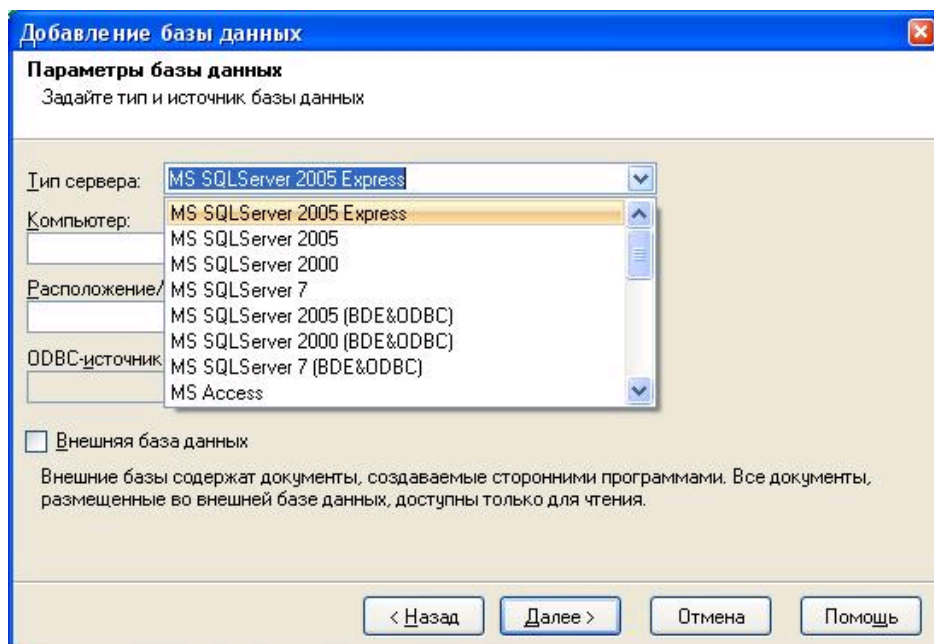 Добавление базы данных
Параметры базы данных
Задайте тип и источник базы данных
Тип сервера: MS SQLServer 2005 Express
Компьютер:
MS SQLServer 2005 Express
MS SQLServer 2005
MS SQLServer 2000
Расположение/
MS SQLServer 7
MS SQLServer 2005 (BDE&ODBC)
MS SQLServer 2000 (BDE&ODBC)
ODBC-источник
MS SQLServer 7 (BDE&ODBC)
MS Access
Внешняя база данных
Внешние базы содержат документы, создаваемые сторонними программами. Все документы,
размещенные во внешней базе данных, доступны только для чтения.
< Назад Далее > Отмена Помощь